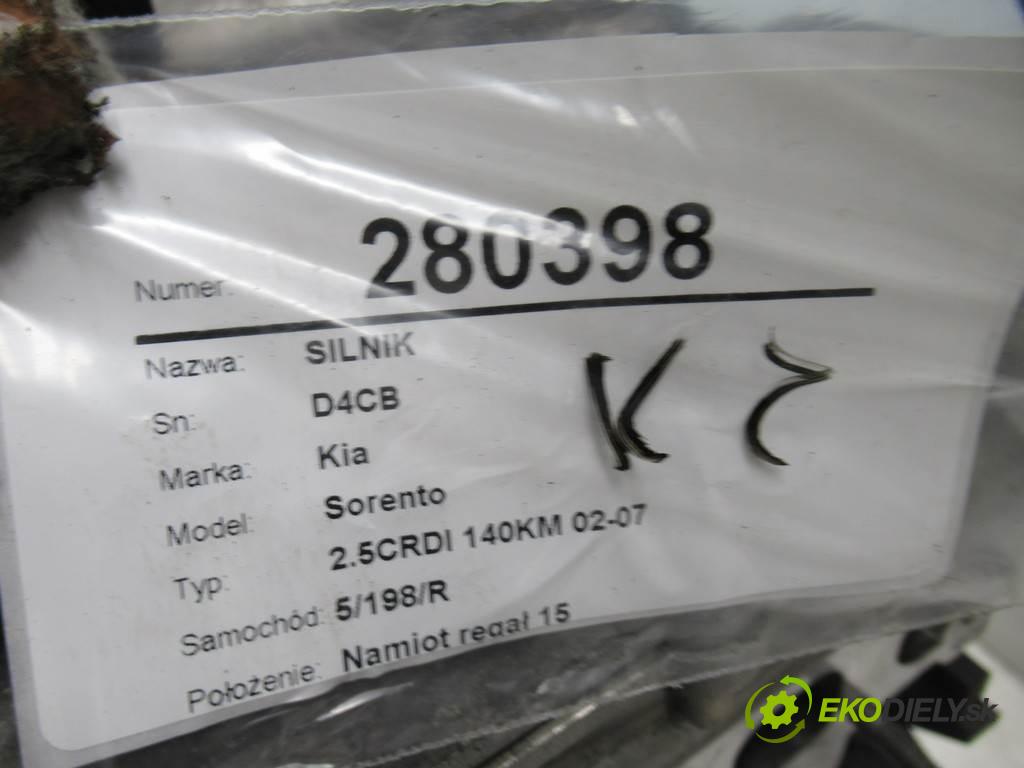 Numer: 280398
Nazwa: SILNIK
Sn: D4CB
Marka: Kia
Model: Sorento
Typ: 2.5CRDI 140KM 02-07
Samochód: 5/198/R
Położenie: Namiot regał 15
EKODIELY.sk